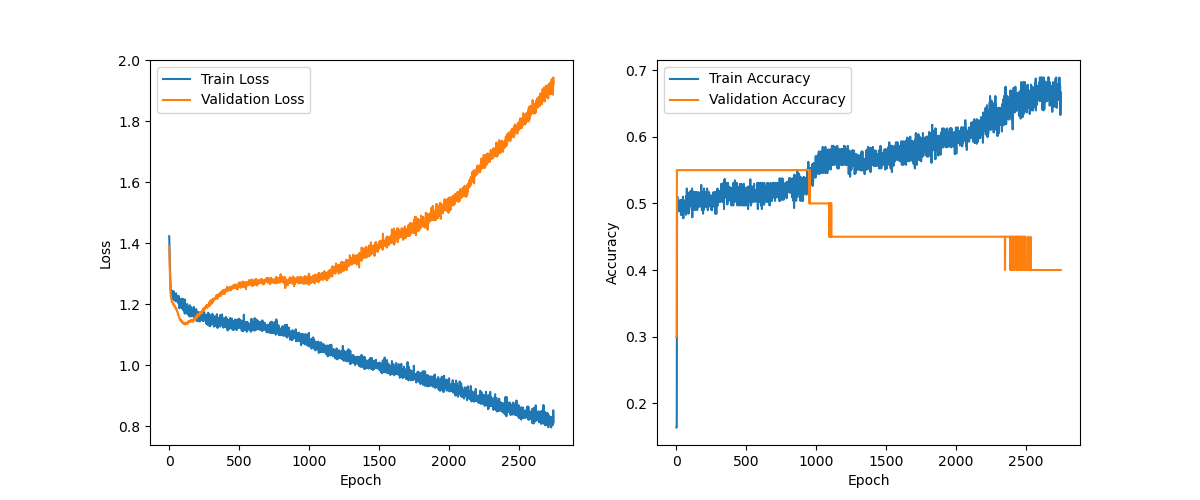 Train Loss
Validation Loss
2.0
1.8
1.6
1.4
1.2
1.0
0.8
Loss
0 500 1000 1500 2000 2500
Epoch
Train Accuracy
Validation Accuracy
0.7
0.6
0.5
0.4
0.3
0.2
Accuracy
0 500 1000 1500 2000 2500
Epoch